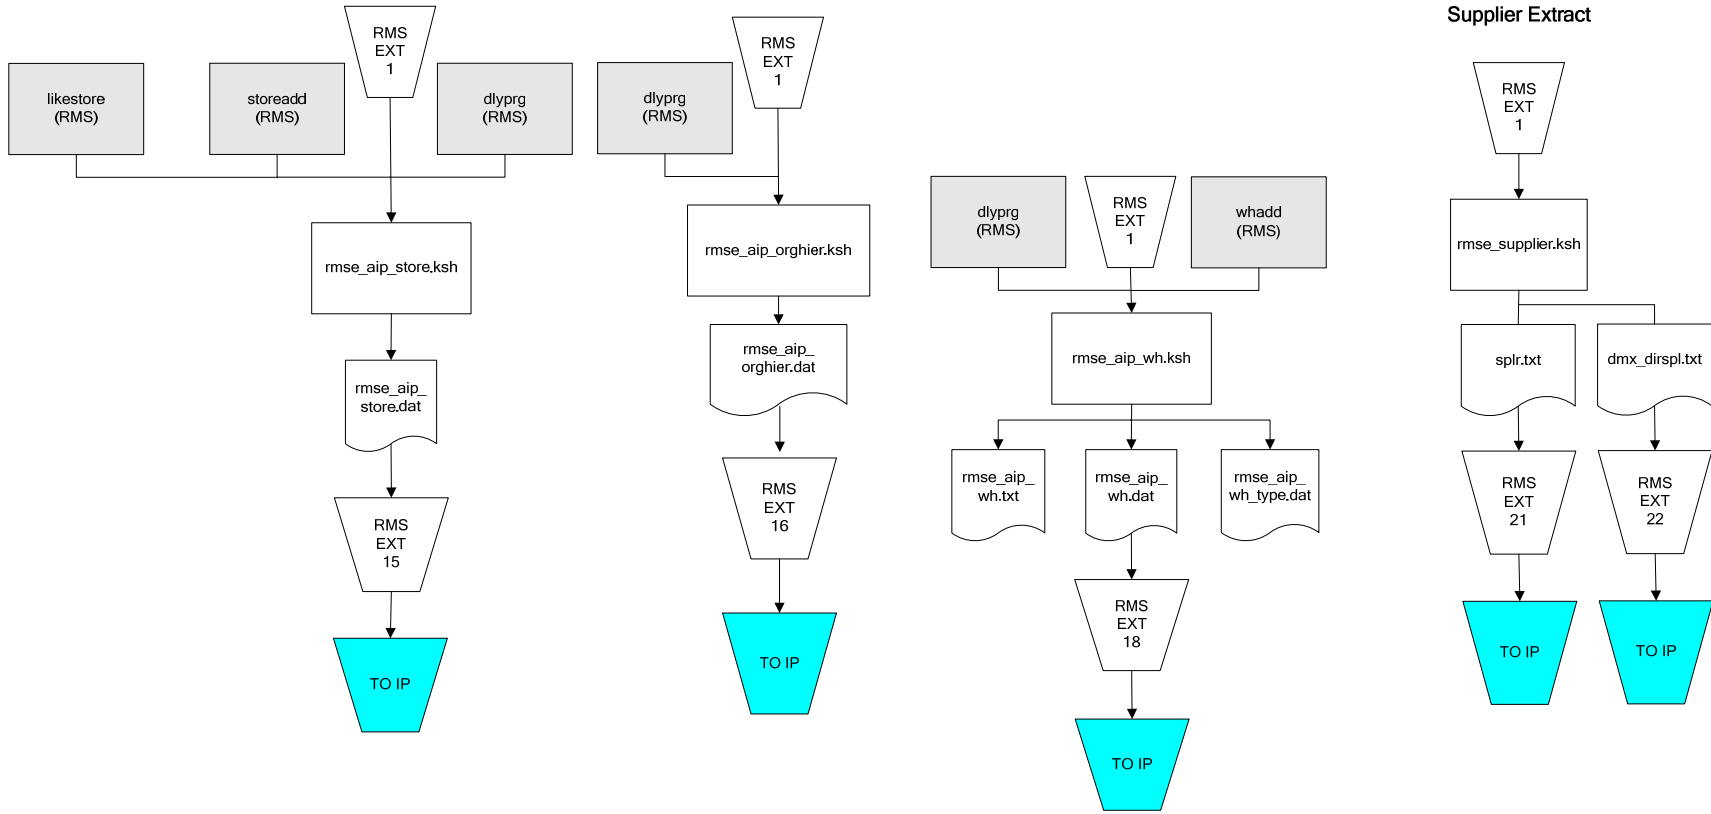 Supplier Extract
RMS
EXT
1
likestore
(RMS)
storeadd
(RMS)
dlyprg
(RMS)
rmse_aip_store.ksh
rmse_aip_
store.dat
RMS
EXT
15
TO IP
RMS
EXT
1
dlyprg
(RMS)
rmse_aip_orghier.ksh
rmse_aip_
orghier.dat
RMS
EXT
16
TO IP
dlyprg
(RMS)
RMS
EXT
1
whadd
(RMS)
rmse_aip_wh.ksh
rmse_aip_
wh.txt
rmse_aip_
wh.dat
rmse_aip_
wh_type.dat
RMS
EXT
18
TO IP
RMS
EXT
1
rmse_supplier.ksh
splr.txt
dmx_dirspl.txt
RMS
EXT
21
RMS
EXT
22
TO IP
TO IP